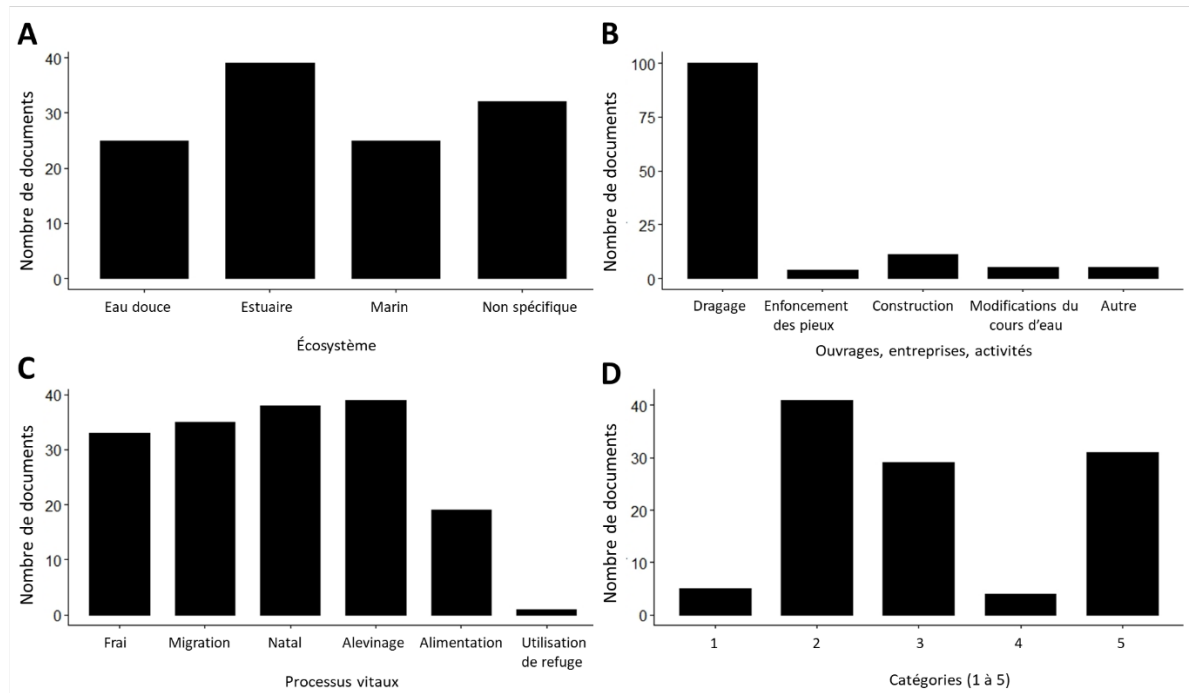 A
Nombre de documents
40
30
20
10
0
Eau douce
Estuaire
Marin
Non spécifique
Écosystème
B
Nombre de documents
100
75
50
25
0
Dragage
Enfoncement
des pieux
Construction
Modifications du
cours d'eau
Autre
Ouvrages, entreprises, activités
C
Nombre de documents
40
30
20
10
0
Frai
Migration
Natal
Alevinage
Alimentation
Utilisation
de refuge
Processus vitaux
D
Nombre de documents
40
30
20
10
0
1
2
3
4
5
Catégories (1 à 5)